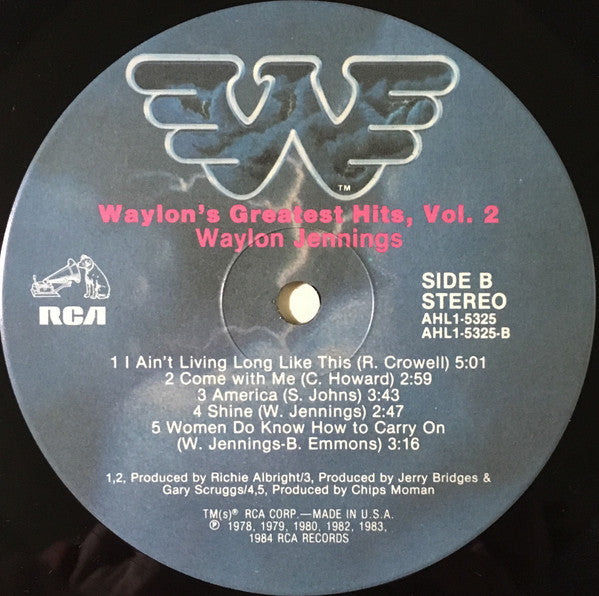 TM
Waylon's Greatest Hits, Vol. 2
Waylon Jennings
RCA
SIDE B
STEREO
AHL1-5325
AHL1-5325-B
1 I Ain't Living Long Like This (R. Crowell) 5:01
2 Come with Me (C. Howard) 2:59
3 America (S. Johns) 3:43
4 Shine (W. Jennings) 2:47
5 Women Do Know How to Carry On
(W. Jennings-B. Emmons) 3:16
1,2, Produced by Richie Albright/3, Produced by Jerry Bridges &
Gary Scruggs/4,5, Produced by Chips Moman
TM(s)® RCA CORP.—MADE IN U.S.A.
℗ 1978, 1979, 1980, 1982, 1983,
1984 RCA RECORDS